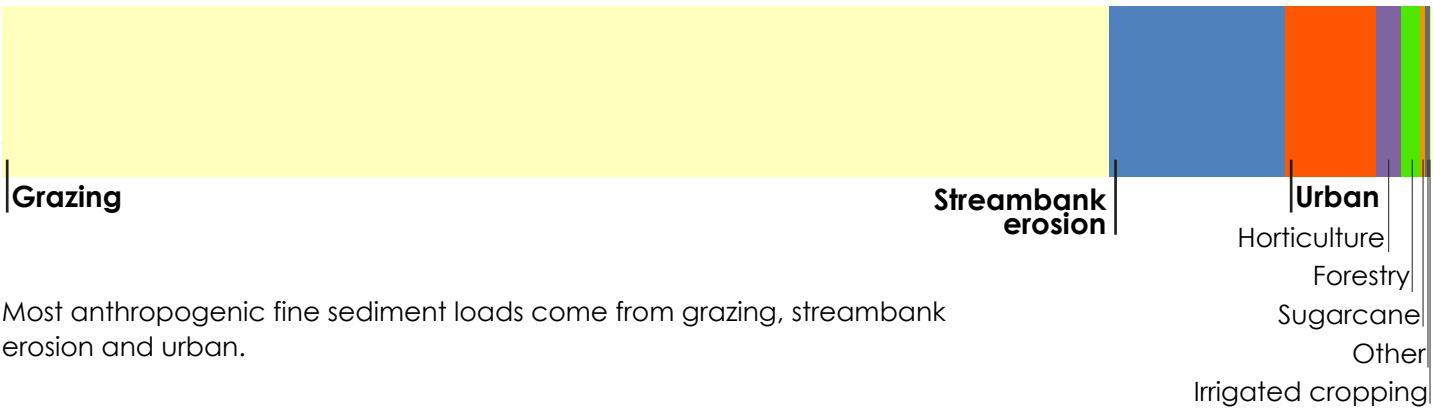 Grazing
Streambank
erosion
Urban
Horticulture
Forestry
Sugarcane
Other
Irrigated cropping
Most anthropogenic fine sediment loads come from grazing, streambank
erosion and urban.